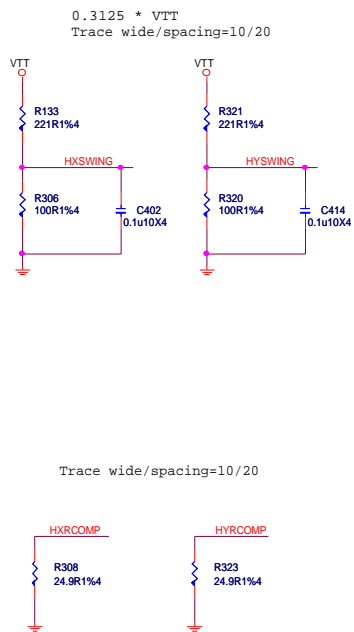 0.3125 * VTT
Trace wide/spacing=10/20
VTT
VTT
R133
221R1%4
R321
221R1%4
HXSWING
HYSWING
R306
100R1%4
C402
0.1u10X4
R320
100R1%4
C414
0.1u10X4
Trace wide/spacing=10/20
HXRCOMP
HYRCOMP
R308
24.9R1%4
R323
24.9R1%4